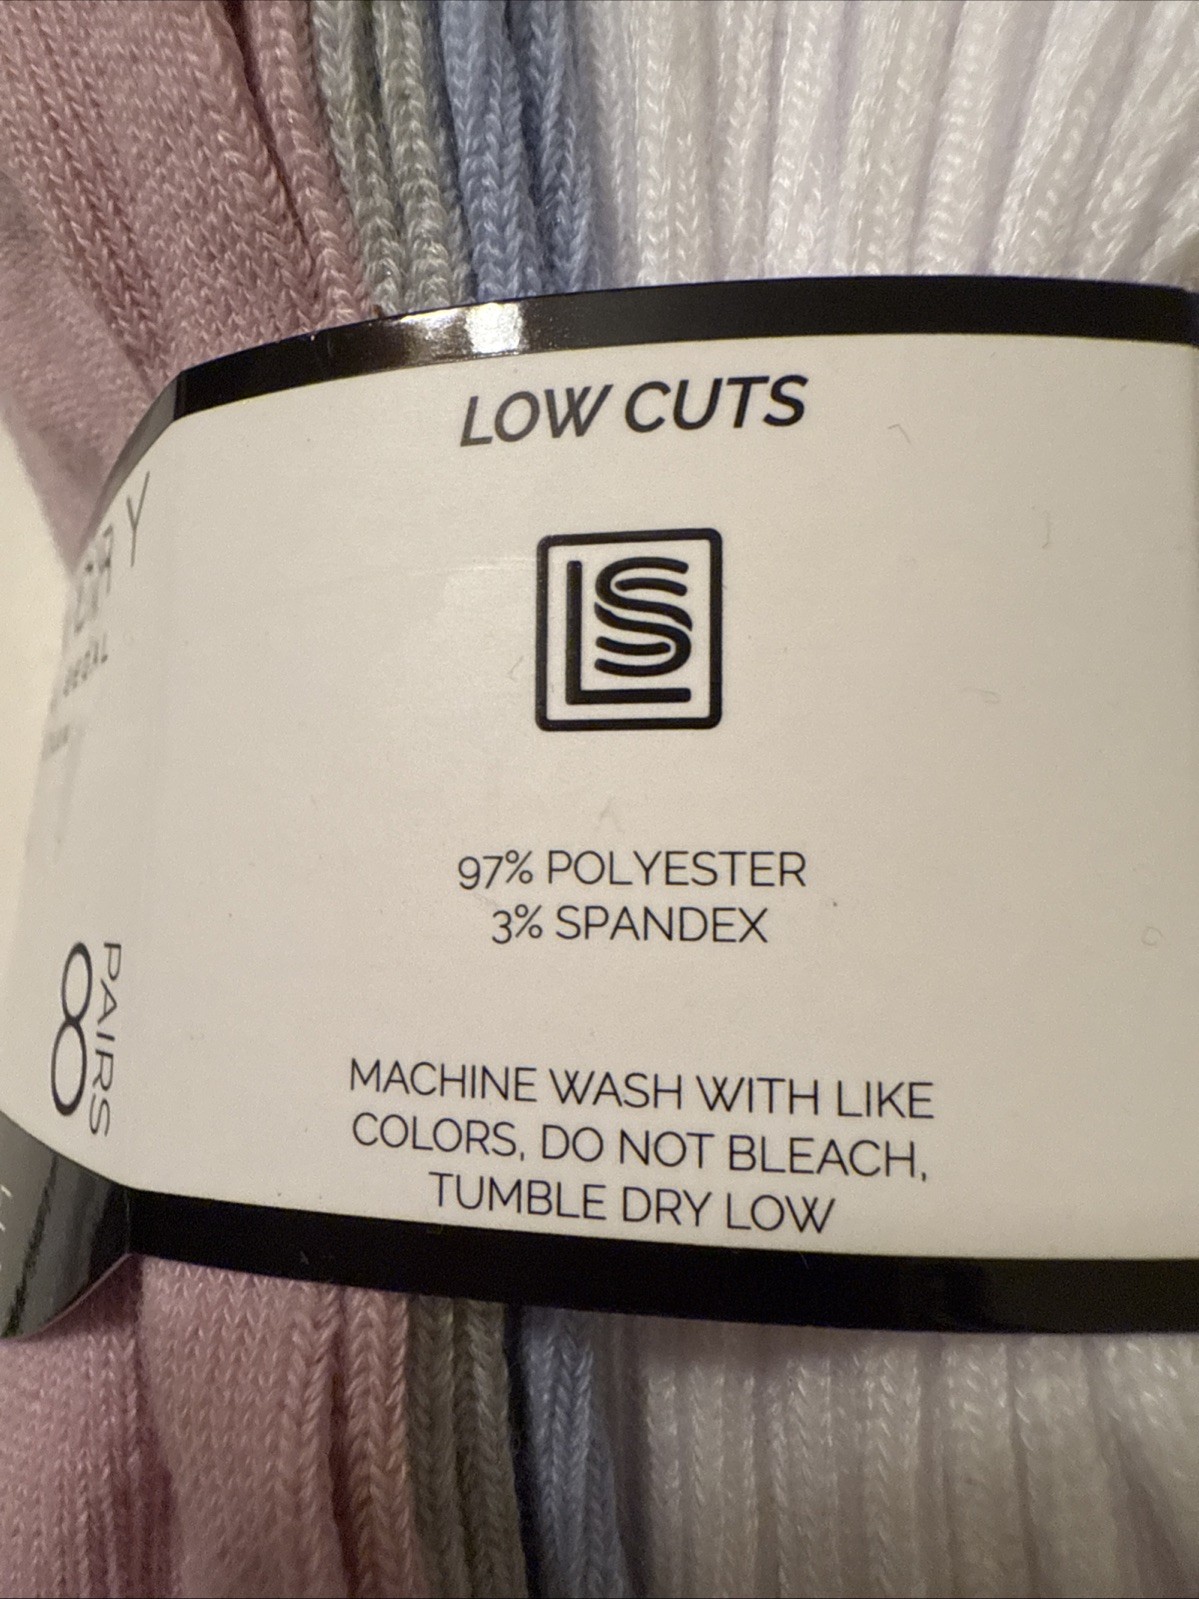 LOW CUTS
LS
97% POLYESTER
3% SPANDEX
MACHINE WASH WITH LIKE
COLORS, DO NOT BLEACH,
TUMBLE DRY LOW
8
PAIRS